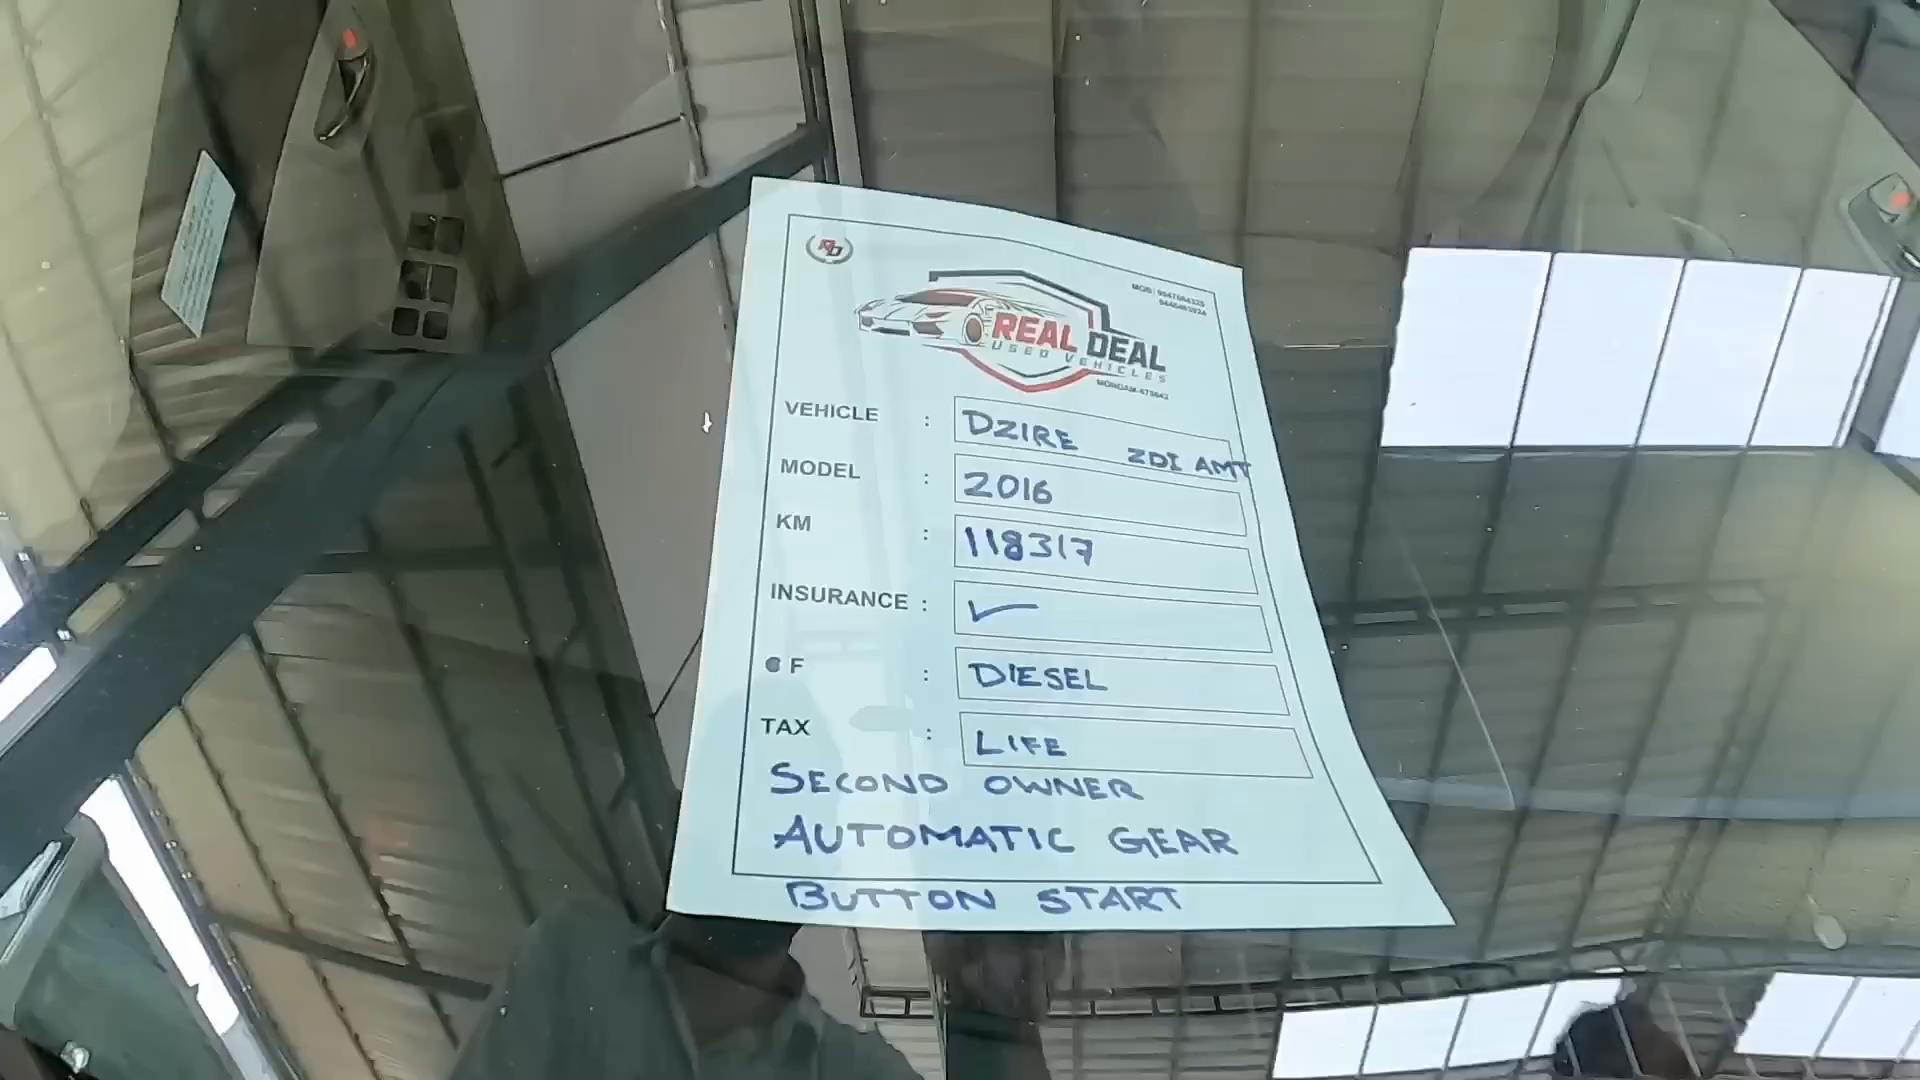 RD
REAL DEAL
USED VEHICLES
VEHICLE : DZIRE ZDI AMT
MODEL : 2016
KM : 118317
INSURANCE : ✓
F : DIESEL
TAX : LIFE
SECOND OWNER
AUTOMATIC GEAR
BUTTON START